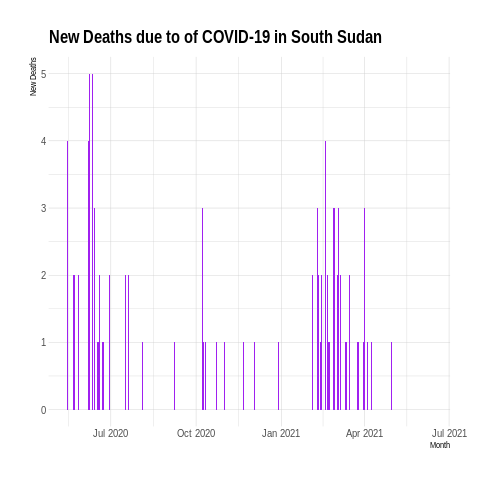 New Deaths due to of COVID-19 in South Sudan
New Deaths
5
4
3
2
1
0
Jul 2020 Oct 2020 Jan 2021 Apr 2021 Jul 2021
Month